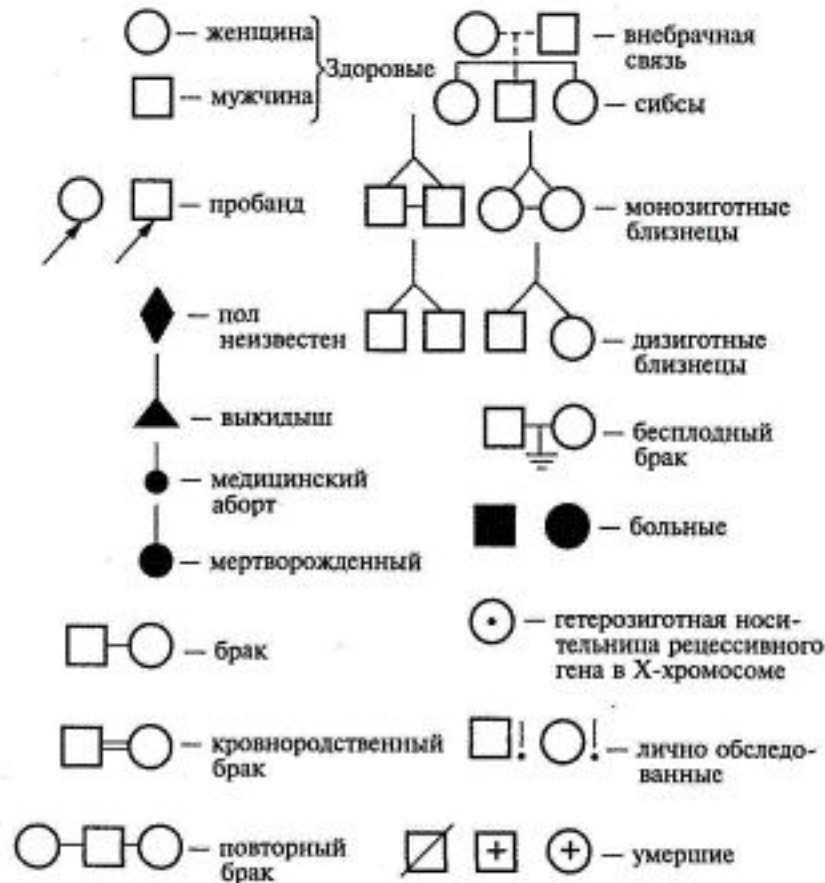 — женщина
— мужчина
Здоровые
— пробанд
— пол
неизвестен
— выкидыш
— медицинский
аборт
— мертворожденный
— брак
— кровнородственный
брак
— повторный
брак
— внебрачная
связь
— сибсы
— монозиготные
близнецы
— дизиготные
близнецы
— бесплодный
брак
— больные
— гетерозиготная носи-
тельница рецессивного
гена в Х-хромосоме
— лично обследо-
ванные
— умершие